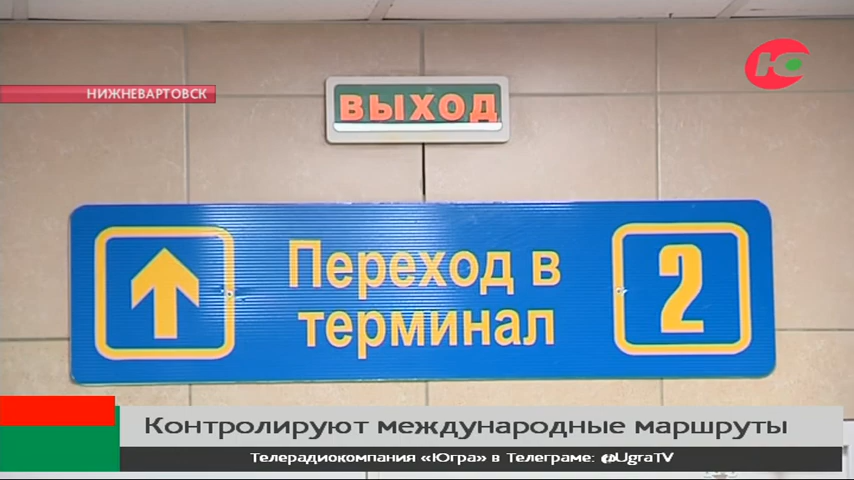 НИЖНЕВАРТОВСК
Ю
ВЫХОД
Переход в
терминал
2
Контролируют международные маршруты
Телерадиокомпания «Югра» в Телеграме: @UgraTV